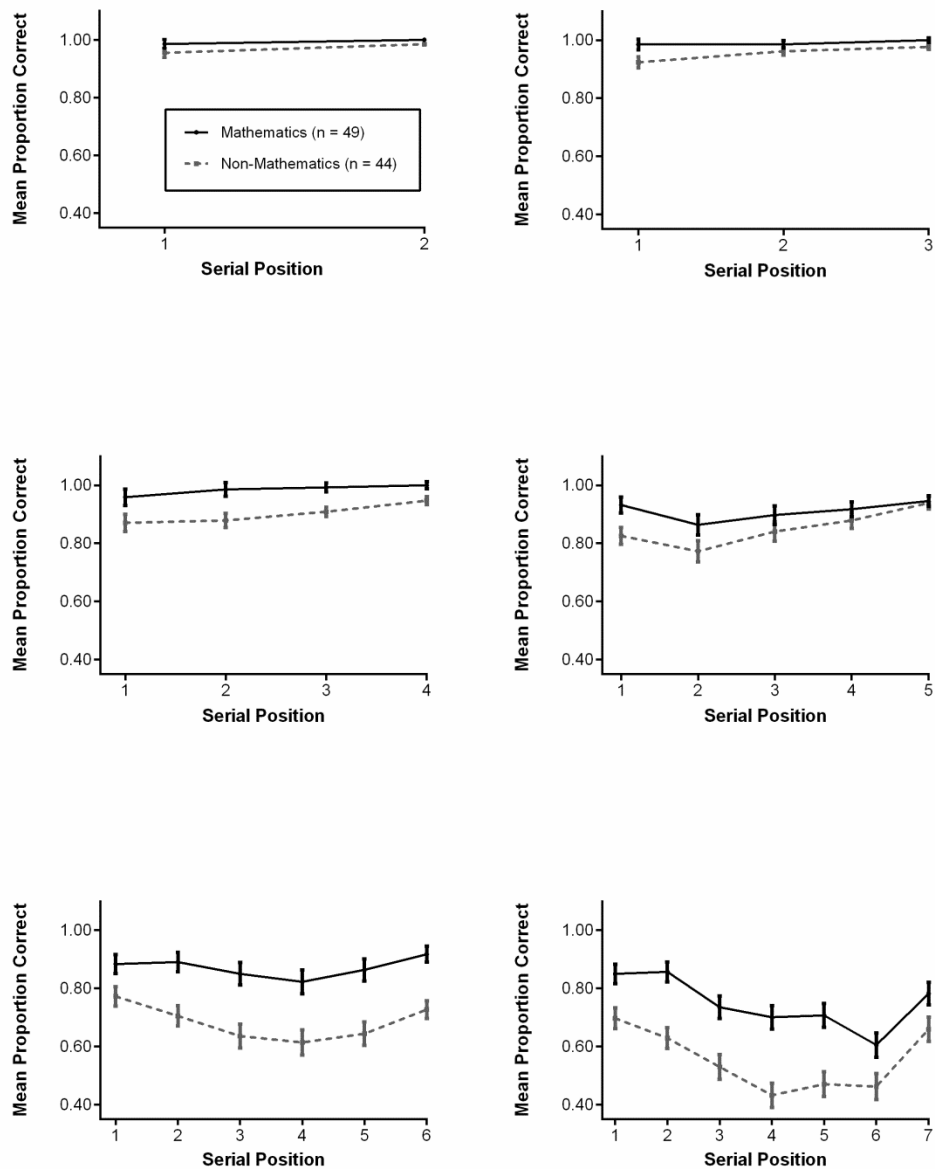 Mean Proportion Correct
1.00
0.80
0.60
0.40
Mathematics (n = 49)
Non-Mathematics (n = 44)
1 2
Serial Position
Mean Proportion Correct
1.00
0.80
0.60
0.40
1 2 3
Serial Position
Mean Proportion Correct
1.00
0.80
0.60
0.40
1 2 3 4
Serial Position
Mean Proportion Correct
1.00
0.80
0.60
0.40
1 2 3 4 5
Serial Position
Mean Proportion Correct
1.00
0.80
0.60
0.40
1 2 3 4 5 6
Serial Position
Mean Proportion Correct
1.00
0.80
0.60
0.40
1 2 3 4 5 6 7
Serial Position